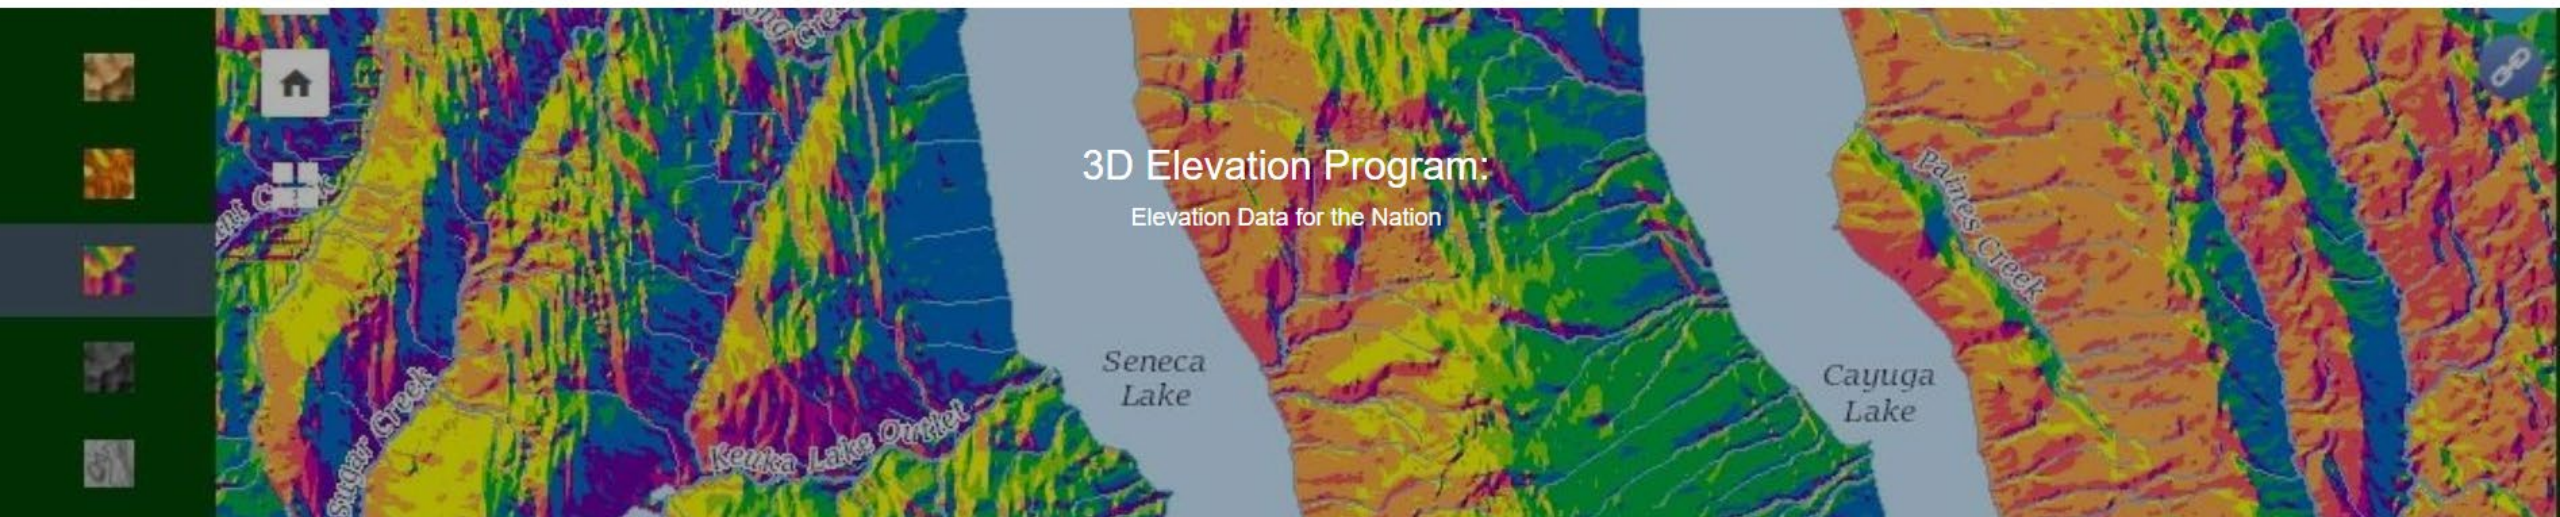 3D Elevation Program:
Elevation Data for the Nation
Seneca
Lake
Cayuga
Lake
Paines Creek
Keuka Lake Outlet
Sugar Creek